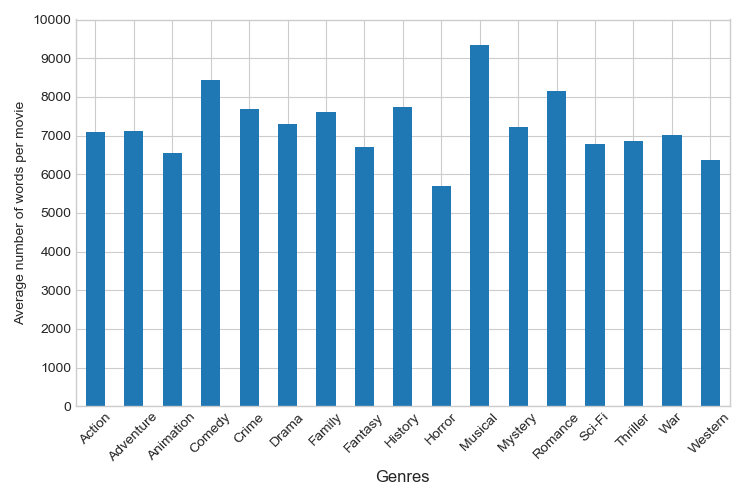 10000
9000
8000
7000
6000
5000
4000
3000
2000
1000
0
Average number of words per movie
Action
Adventure
Animation
Comedy
Crime
Drama
Family
Fantasy
History
Horror
Musical
Mystery
Romance
Sci-Fi
Thriller
War
Western
Genres